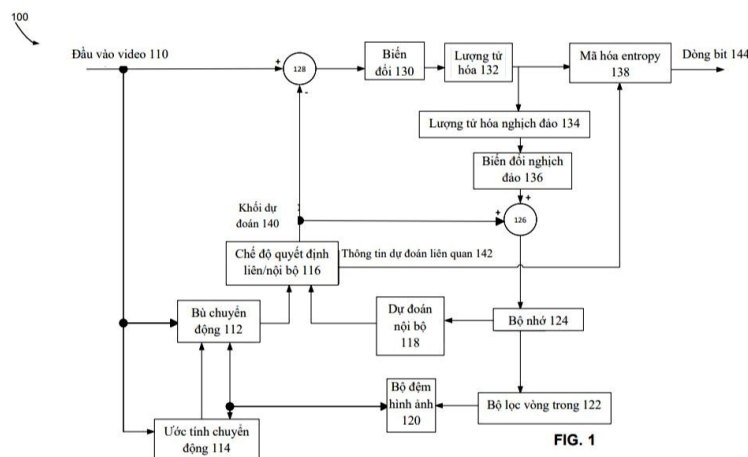 100
Đầu vào video 110
128
Biến
đổi 130
Lượng tử
hóa 132
Mã hóa entropy
138
Dòng bit 144
Lượng tử hóa nghịch đảo 134
Biến đổi nghịch
đảo 136
Khối dự
đoán 140
126
Chế độ quyết định
liên/nội bộ 116
Thông tin dự đoán liên quan 142
Bù chuyển
động 112
Dự đoán
nội bộ
118
Bộ nhớ 124
Bộ đệm
hình ảnh
120
Bộ lọc vòng trong 122
Ước tính chuyển
động 114
FIG. 1